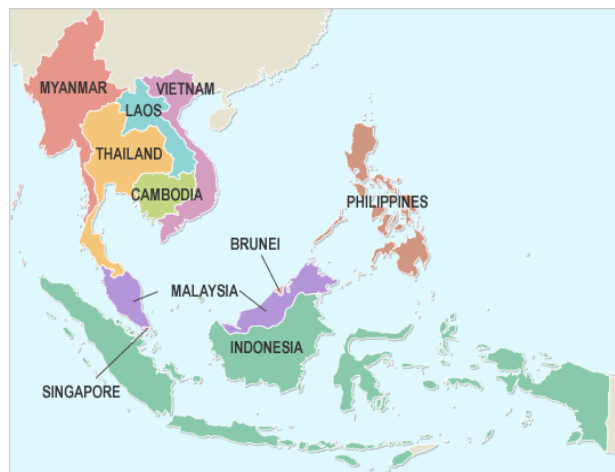 MYANMAR
VIETNAM
LAOS
THAILAND
CAMBODIA
PHILIPPINES
BRUNEI
MALAYSIA
INDONESIA
SINGAPORE